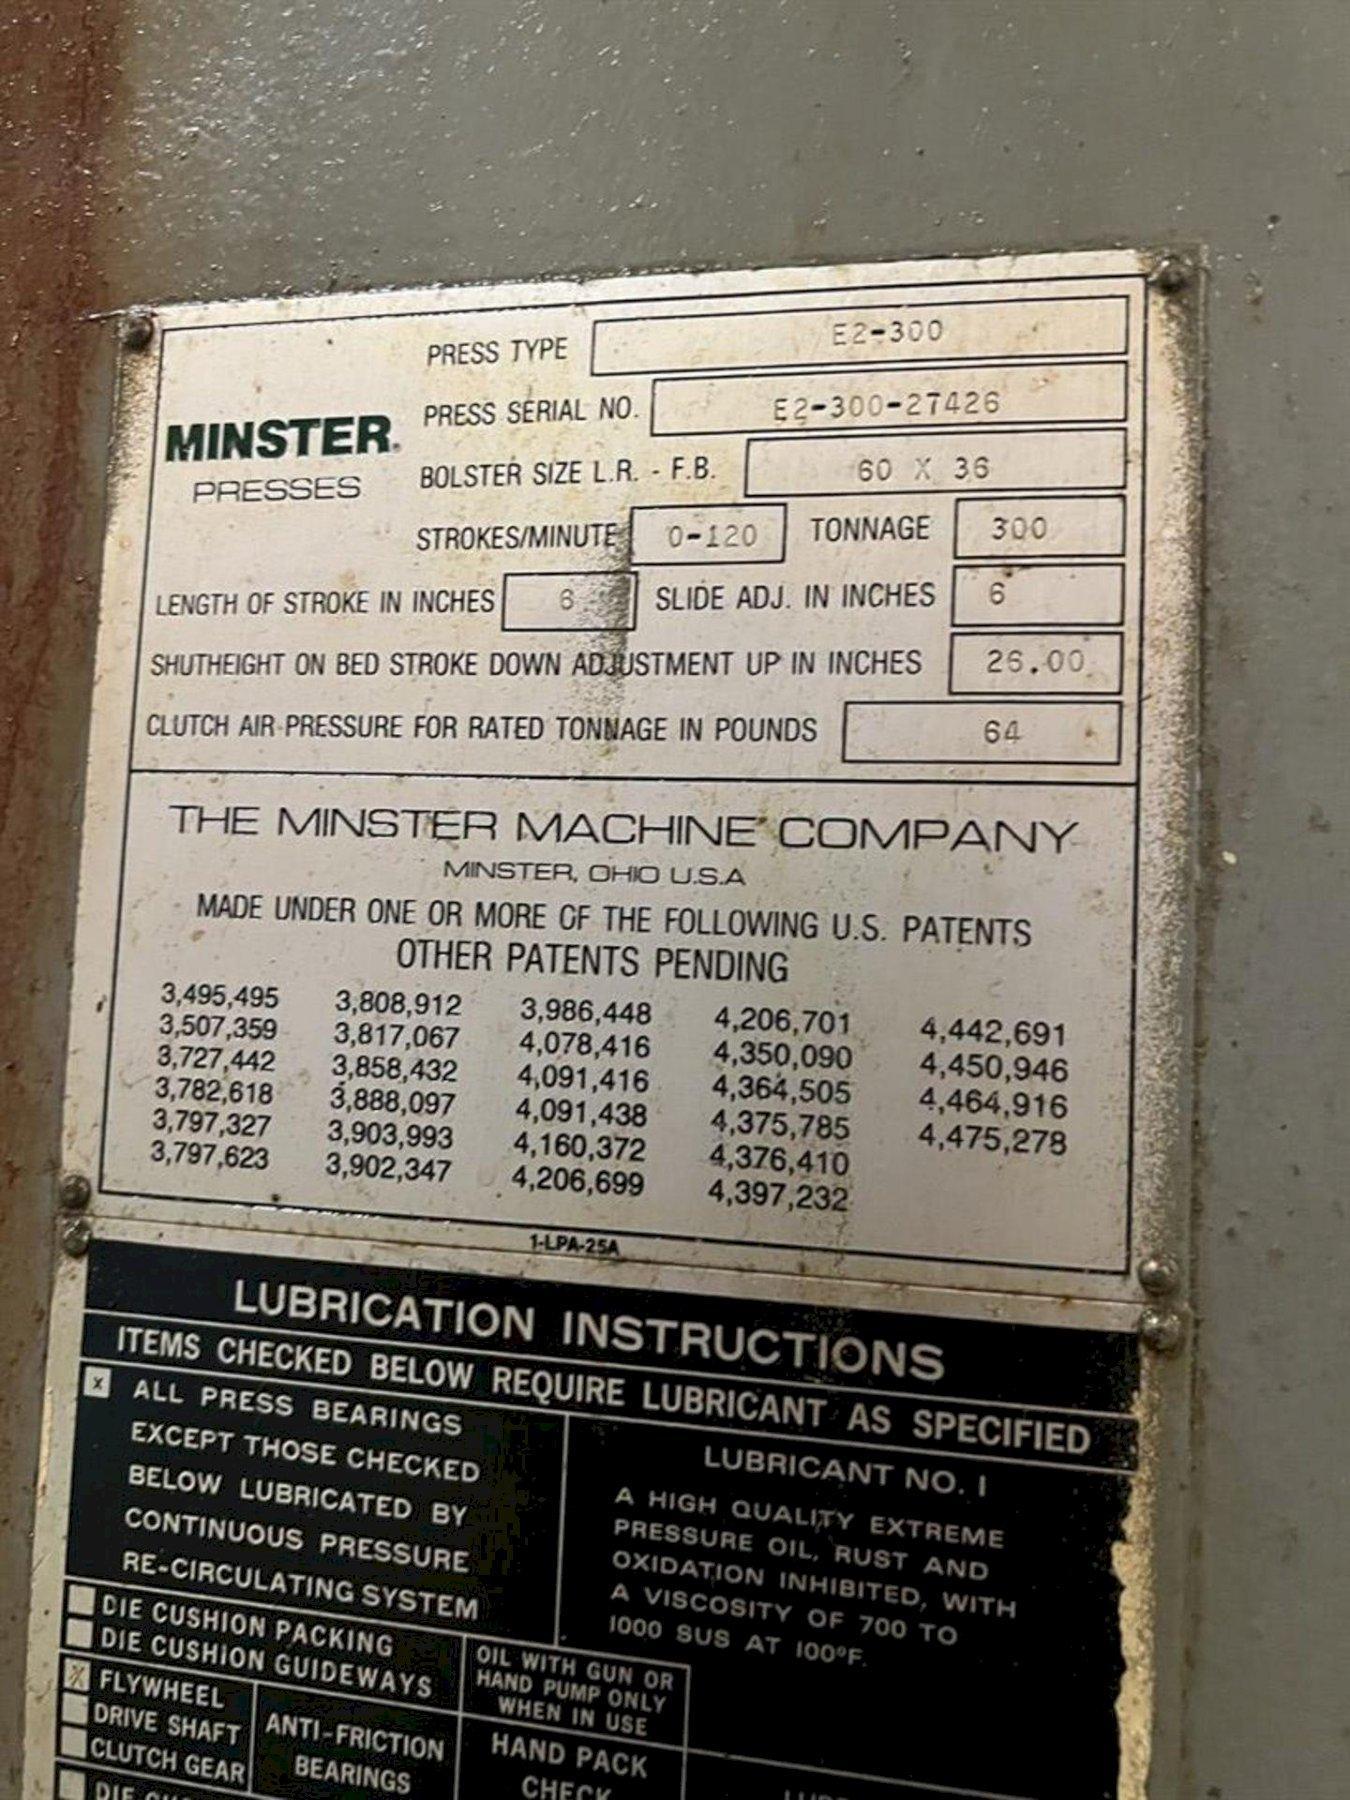 PRESS TYPE E2-300
MINSTER®
PRESSES
PRESS SERIAL NO. E2-300-27426
BOLSTER SIZE L.R. - F.B. 60 X 36
STROKES/MINUTE 0-120 TONNAGE 300
LENGTH OF STROKE IN INCHES 6 SLIDE ADJ. IN INCHES 6
SHUTHEIGHT ON BED STROKE DOWN ADJUSTMENT UP IN INCHES 26.00
CLUTCH AIR PRESSURE FOR RATED TONNAGE IN POUNDS 64
THE MINSTER MACHINE COMPANY
MINSTER, OHIO U.S.A
MADE UNDER ONE OR MORE OF THE FOLLOWING U.S. PATENTS
OTHER PATENTS PENDING
3,495,495 3,808,912 3,986,448 4,206,701 4,442,691
3,507,359 3,817,067 4,078,416 4,350,090 4,450,946
3,727,442 3,858,432 4,091,416 4,364,505 4,464,916
3,782,618 3,888,097 4,091,438 4,375,785 4,475,278
3,797,327 3,903,993 4,160,372 4,376,410
3,797,623 3,902,347 4,206,699 4,397,232
1-LPA-25A
LUBRICATION INSTRUCTIONS
ITEMS CHECKED BELOW REQUIRE LUBRICANT AS SPECIFIED
x ALL PRESS BEARINGS
EXCEPT THOSE CHECKED
BELOW LUBRICATED BY
CONTINUOUS PRESSURE
RE-CIRCULATING SYSTEM
LUBRICANT NO. 1
A HIGH QUALITY EXTREME
PRESSURE OIL, RUST AND
OXIDATION INHIBITED, WITH
A VISCOSITY OF 700 TO
1000 SUS AT 100°F.
DIE CUSHION PACKING
DIE CUSHION GUIDEWAYS
OIL WITH GUN OR
HAND PUMP ONLY
WHEN IN USE
x FLYWHEEL
DRIVE SHAFT
CLUTCH GEAR
ANTI-FRICTION
BEARINGS
HAND PACK
CHECK
DIE